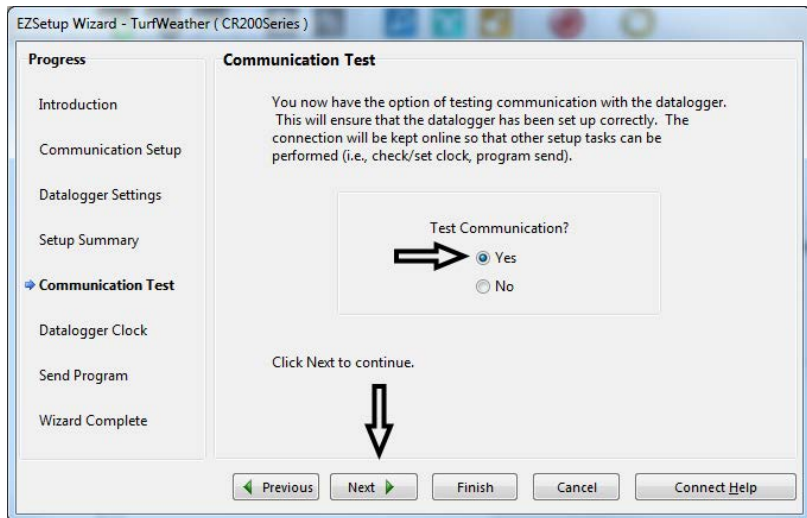 EZSetup Wizard - TurfWeather ( CR200Series )
Progress
Introduction
Communication Setup
Datalogger Settings
Setup Summary
Communication Test
Datalogger Clock
Send Program
Wizard Complete
Communication Test
You now have the option of testing communication with the datalogger.
This will ensure that the datalogger has been set up correctly. The
connection will be kept online so that other setup tasks can be
performed (i.e., check/set clock, program send).
Test Communication?
Yes
No
Click Next to continue.
Previous
Next
Finish
Cancel
Connect Help